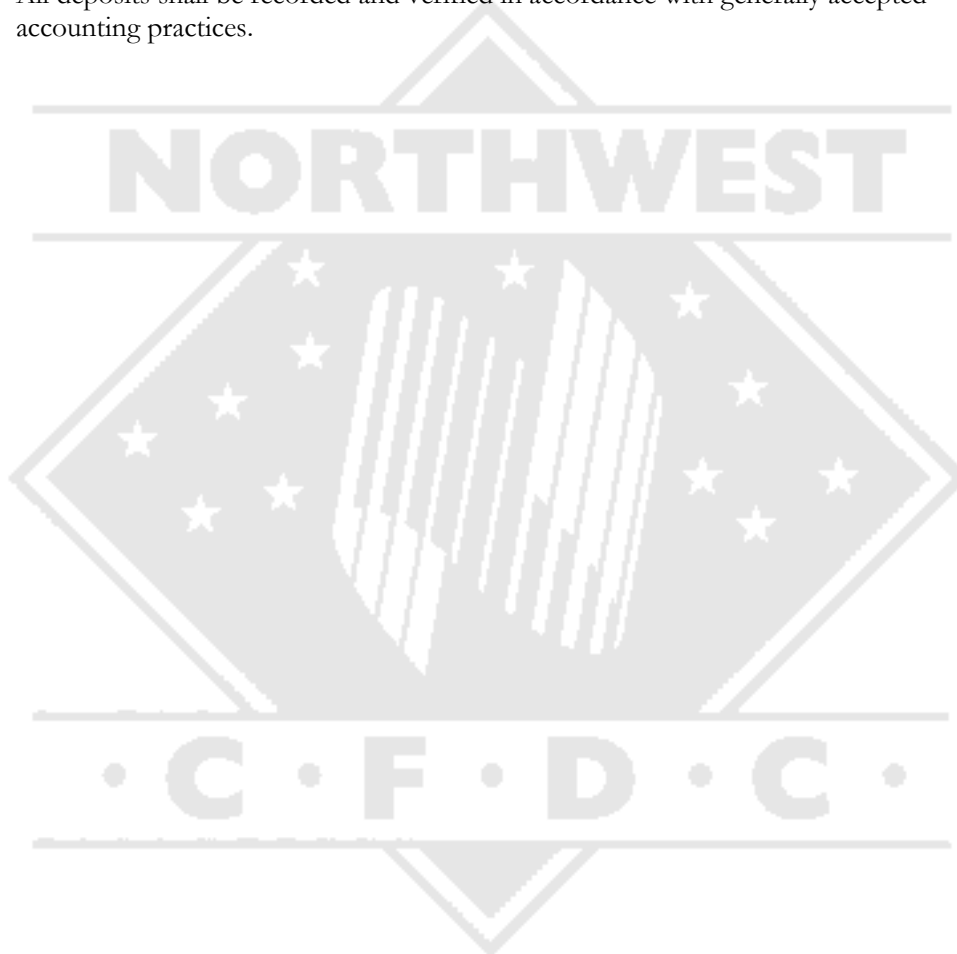 All deposits shall be recorded and verified in accordance with generally accepted
accounting practices.
NORTHWEST
· C · F · D · C ·